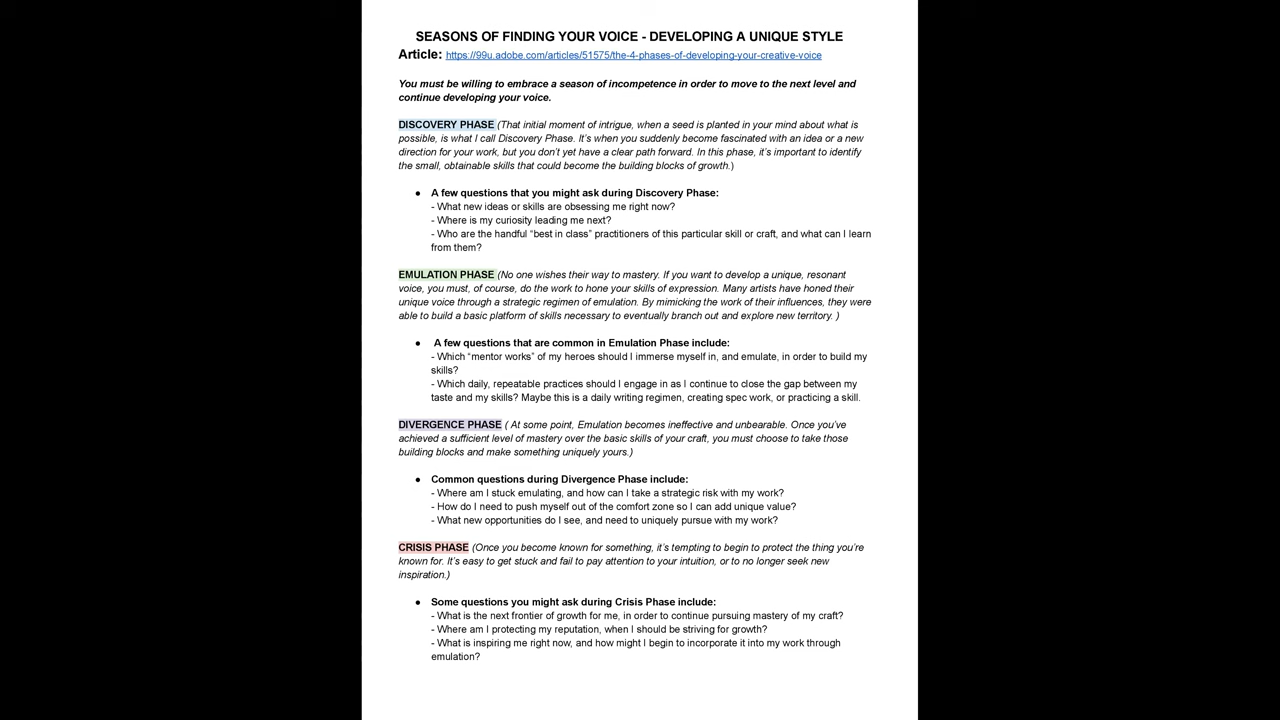 SEASONS OF FINDING YOUR VOICE - DEVELOPING A UNIQUE STYLE
Article: https://99u.adobe.com/articles/51575/the-4-phases-of-developing-your-creative-voice
You must be willing to embrace a season of incompetence in order to move to the next level and
continue developing your voice.
DISCOVERY PHASE (That initial moment of intrigue, when a seed is planted in your mind about what is
possible, is what I call Discovery Phase. It's when you suddenly become fascinated with an idea or a new
direction for your work, but you don't yet have a clear path forward. In this phase, it's important to identify
the small, obtainable skills that could become the building blocks of growth.)
● A few questions that you might ask during Discovery Phase:
- What new ideas or skills are obsessing me right now?
- Where is my curiosity leading me next?
- Who are the handful “best in class” practitioners of this particular skill or craft, and what can I learn
from them?
EMULATION PHASE (No one wishes their way to mastery. If you want to develop a unique, resonant
voice, you must, of course, do the work to hone your skills of expression. Many artists have honed their
unique voice through a strategic regimen of emulation. By mimicking the work of their influences, they were
able to build a basic platform of skills necessary to eventually branch out and explore new territory. )
● A few questions that are common in Emulation Phase include:
- Which “mentor works” of my heroes should I immerse myself in, and emulate, in order to build my
skills?
- Which daily, repeatable practices should I engage in as I continue to close the gap between my
taste and my skills? Maybe this is a daily writing regimen, creating spec work, or practicing a skill.
DIVERGENCE PHASE ( At some point, Emulation becomes ineffective and unbearable. Once you've
achieved a sufficient level of mastery over the basic skills of your craft, you must choose to take those
building blocks and make something uniquely yours.)
● Common questions during Divergence Phase include:
- Where am I stuck emulating, and how can I take a strategic risk with my work?
- How do I need to push myself out of the comfort zone so I can add unique value?
- What new opportunities do I see, and need to uniquely pursue with my work?
CRISIS PHASE (Once you become known for something, it's tempting to begin to protect the thing you're
known for. It's easy to get stuck and fail to pay attention to your intuition, or to no longer seek new
inspiration.)
● Some questions you might ask during Crisis Phase include:
- What is the next frontier of growth for me, in order to continue pursuing mastery of my craft?
- Where am I protecting my reputation, when I should be striving for growth?
- What is inspiring me right now, and how might I begin to incorporate it into my work through
emulation?